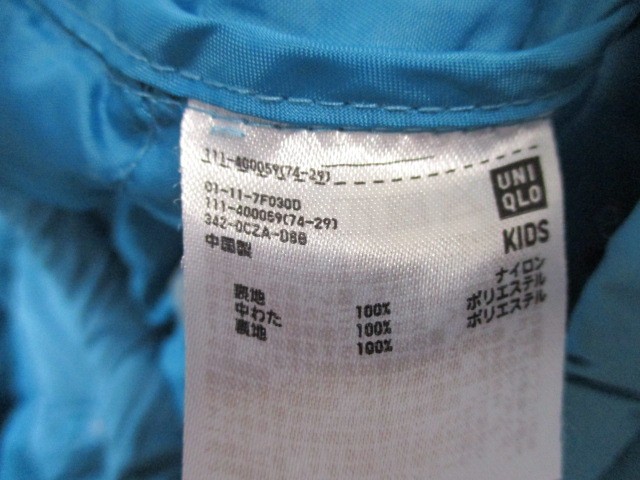 111-400059(74-29)
UNI
QLO
KIDS
01-11-7F030D
111-400059(74-29)
342-0CZA-D8B
中国製
表地 100% ナイロン
中わた 100% ポリエステル
裏地 100% ポリエステル